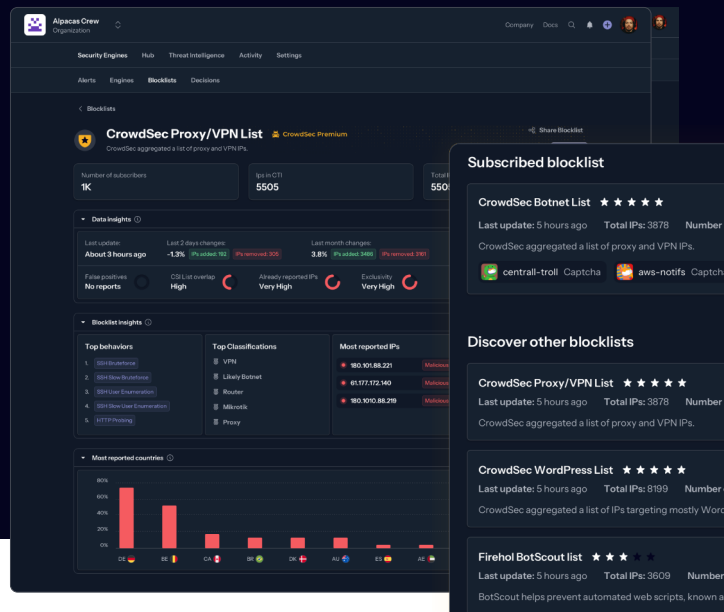 Alpacas Crew
Organization
Company Docs
Security Engines Hub Threat Intelligence Activity Settings
Alerts Engines Blocklists Decisions
Blocklists
CrowdSec Proxy/VPN List CrowdSec Premium
CrowdSec aggregated a list of proxy and VPN IPs.
Share Blocklist
Number of subscribers
1K
Ips in CTI
5505
Total
550
Data insights
Last update:
About 3 hours ago
Last 2 days changes:
-1.3% IPs added: 192 IPs removed: 205
Last month changes:
3.8% IPs added: 3466 IPs removed: 3161
False positives
No reports
CSI List overlap
High
Already reported IPs
Very High
Exclusivity
Very High
Blocklist insights
Top behaviors
1. SSH Bruteforce
2. SSH Slow Bruteforce
3. SSH User Enumeration
4. SSH Slow User Enumeration
5. HTTP Probing
Top Classifications
VPN
Likely Botnet
Router
Mikrotik
Proxy
Most reported IPs
180.101.88.221 Malicious
61.177.172.140 Malicious
180.1010.88.219 Malicious
Most reported countries
80%
60%
40%
20%
0%
DE BE CA BR DK AU ES AE
Subscribed blocklist
CrowdSec Botnet List
Last update: 5 hours ago Total IPs: 3878 Number
CrowdSec aggregated a list of proxy and VPN IPs.
centrall-troll Captcha aws-notifs Captcha
Discover other blocklists
CrowdSec Proxy/VPN List
Last update: 5 hours ago Total IPs: 3878 Number
CrowdSec aggregated a list of proxy and VPN IPs.
CrowdSec WordPress List
Last update: 5 hours ago Total IPs: 8199 Number
CrowdSec aggregated a list of IPs targeting mostly Word
Firehol BotScout list
Last update: 5 hours ago Total IPs: 3609 Number
BotScout helps prevent automated web scripts, known a